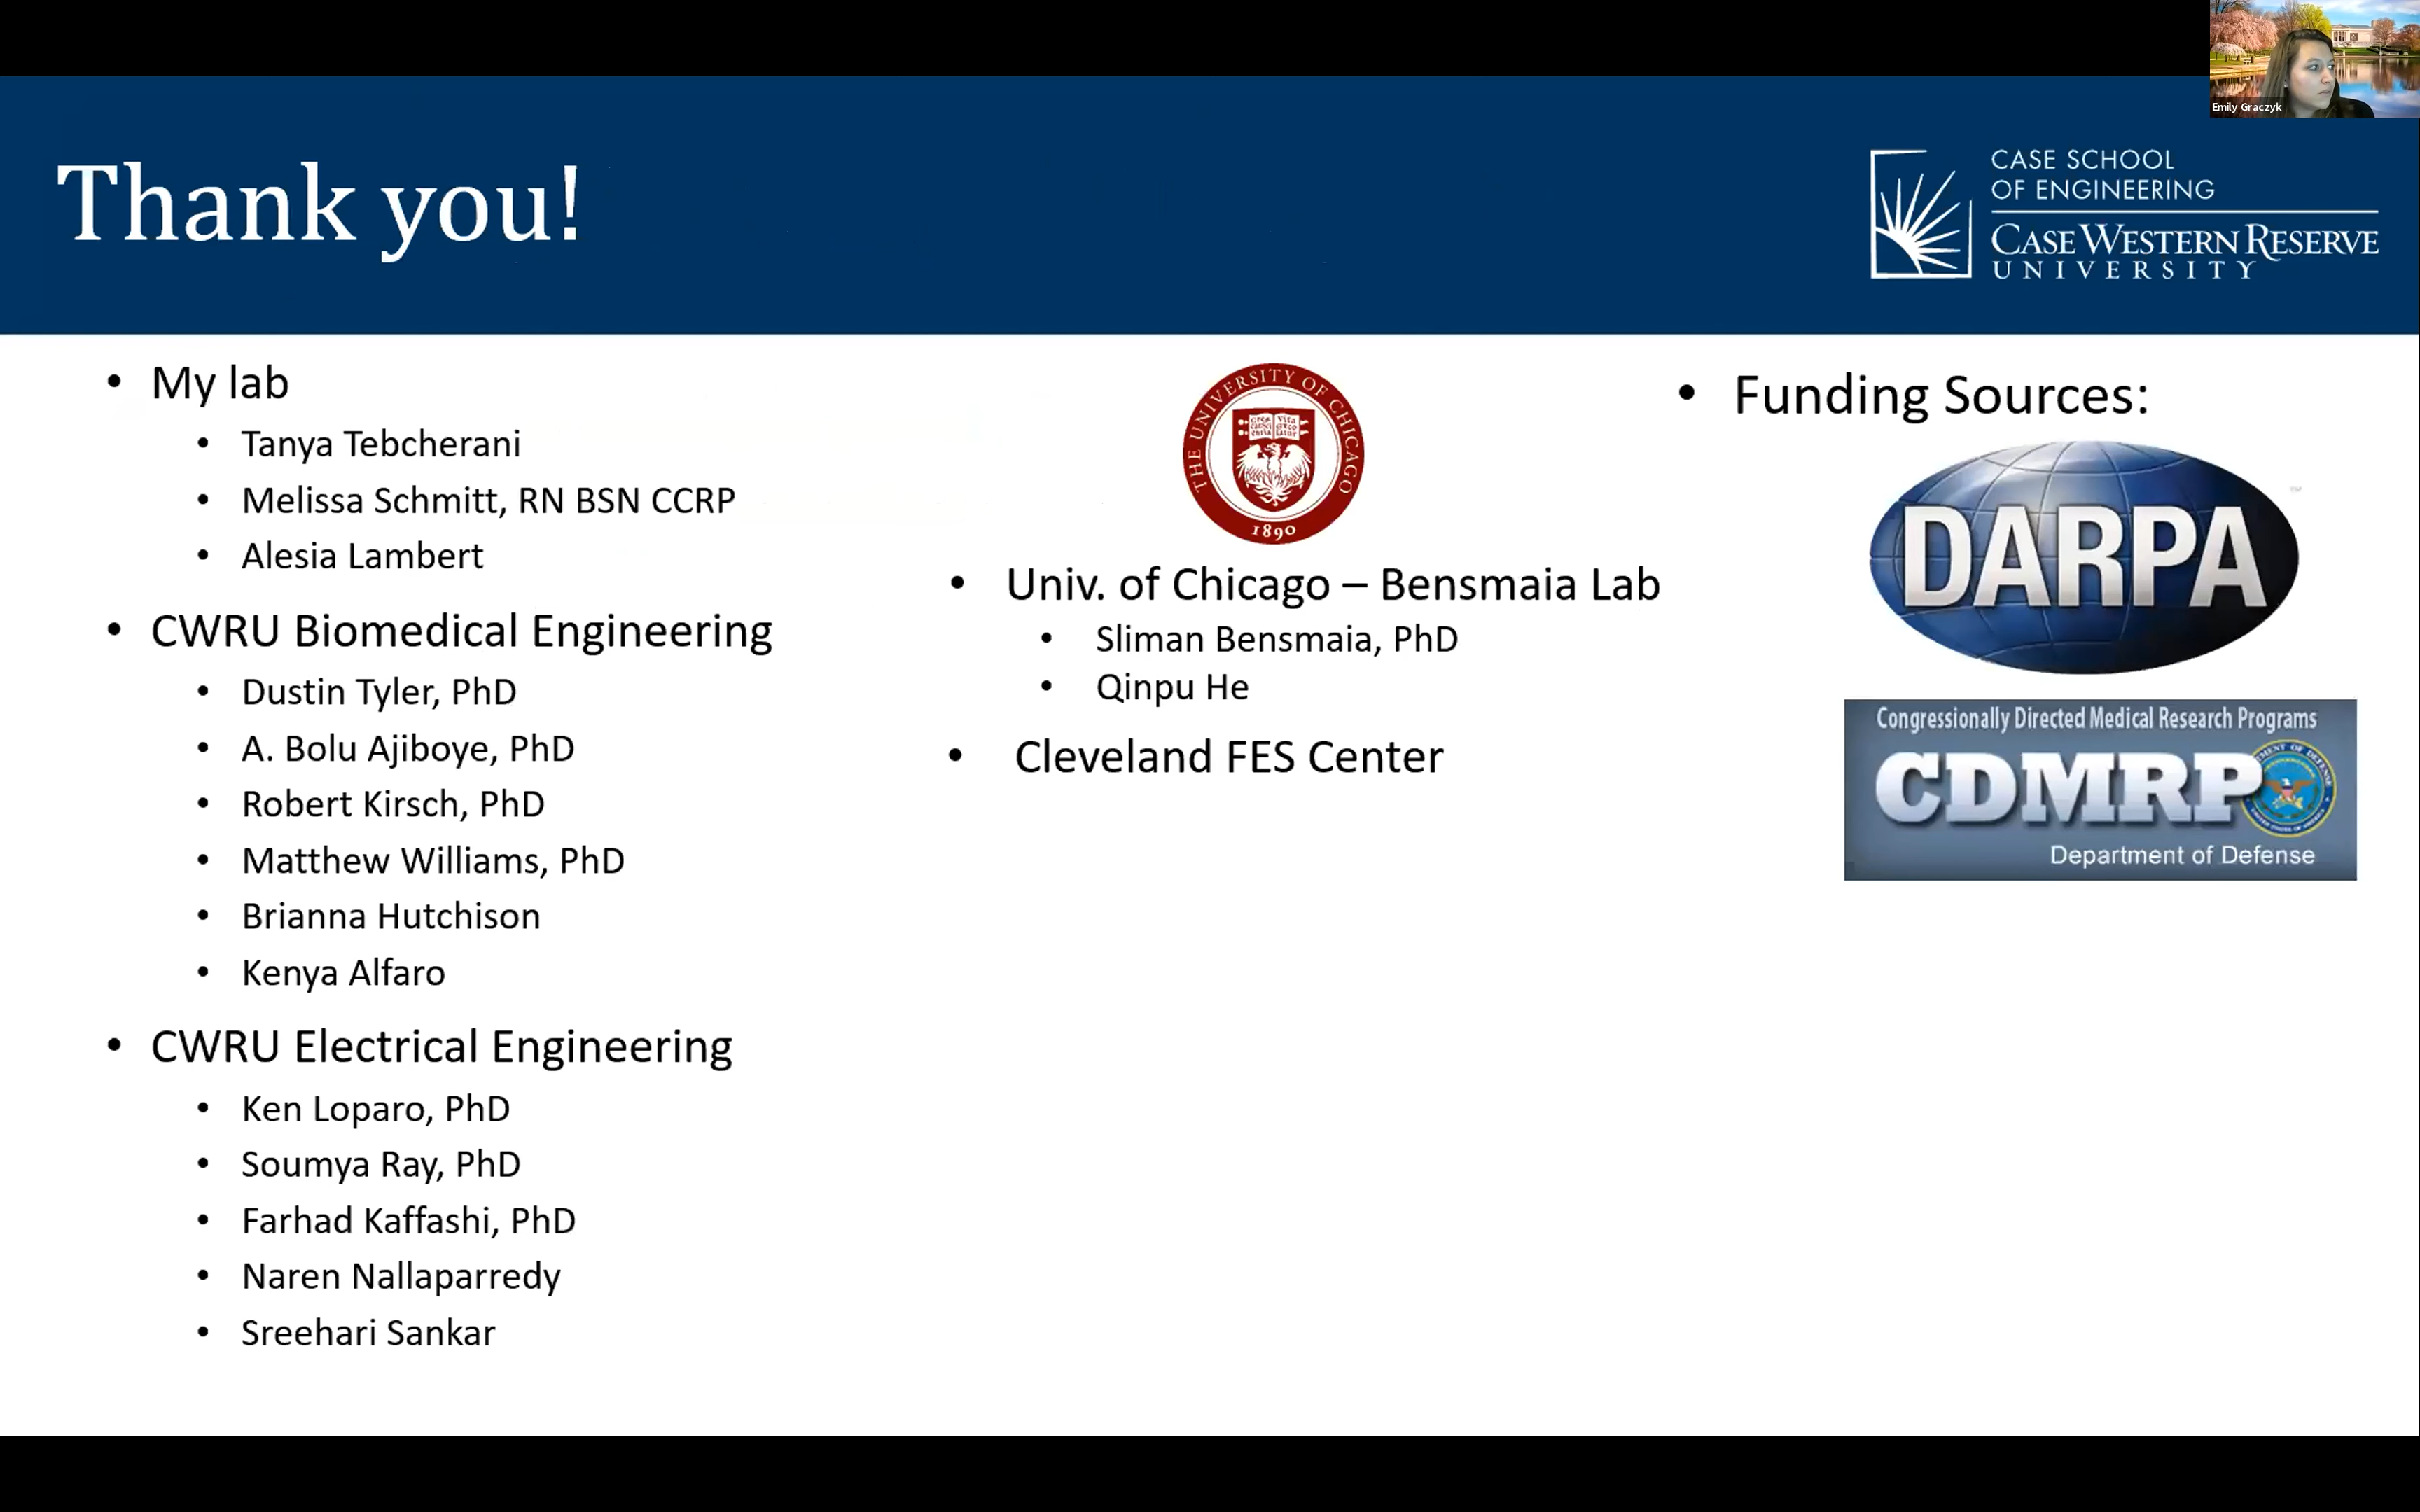 Emily Graczyk
Thank you!
CASE SCHOOL
OF ENGINEERING
CASE WESTERN RESERVE
UNIVERSITY
• My lab
• Tanya Tebcherani
• Melissa Schmitt, RN BSN CCRP
• Alesia Lambert
• CWRU Biomedical Engineering
• Dustin Tyler, PhD
• A. Bolu Ajiboye, PhD
• Robert Kirsch, PhD
• Matthew Williams, PhD
• Brianna Hutchison
• Kenya Alfaro
• CWRU Electrical Engineering
• Ken Loparo, PhD
• Soumya Ray, PhD
• Farhad Kaffashi, PhD
• Naren Nallaparredy
• Sreehari Sankar
THE UNIVERSITY OF CHICAGO
1890
• Univ. of Chicago – Bensmaia Lab
• Sliman Bensmaia, PhD
• Qinpu He
• Cleveland FES Center
• Funding Sources:
DARPA
Congressionally Directed Medical Research Programs
CDMRP
Department of Defense